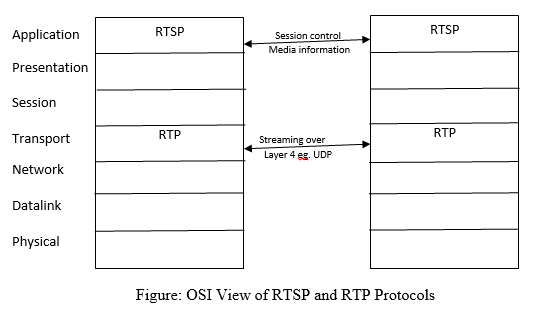 Application RTSP Session control RTSP
Media information
Presentation
Session
Transport RTP Streaming over RTP
Layer 4 eg. UDP
Network
Datalink
Physical
Figure: OSI View of RTSP and RTP Protocols